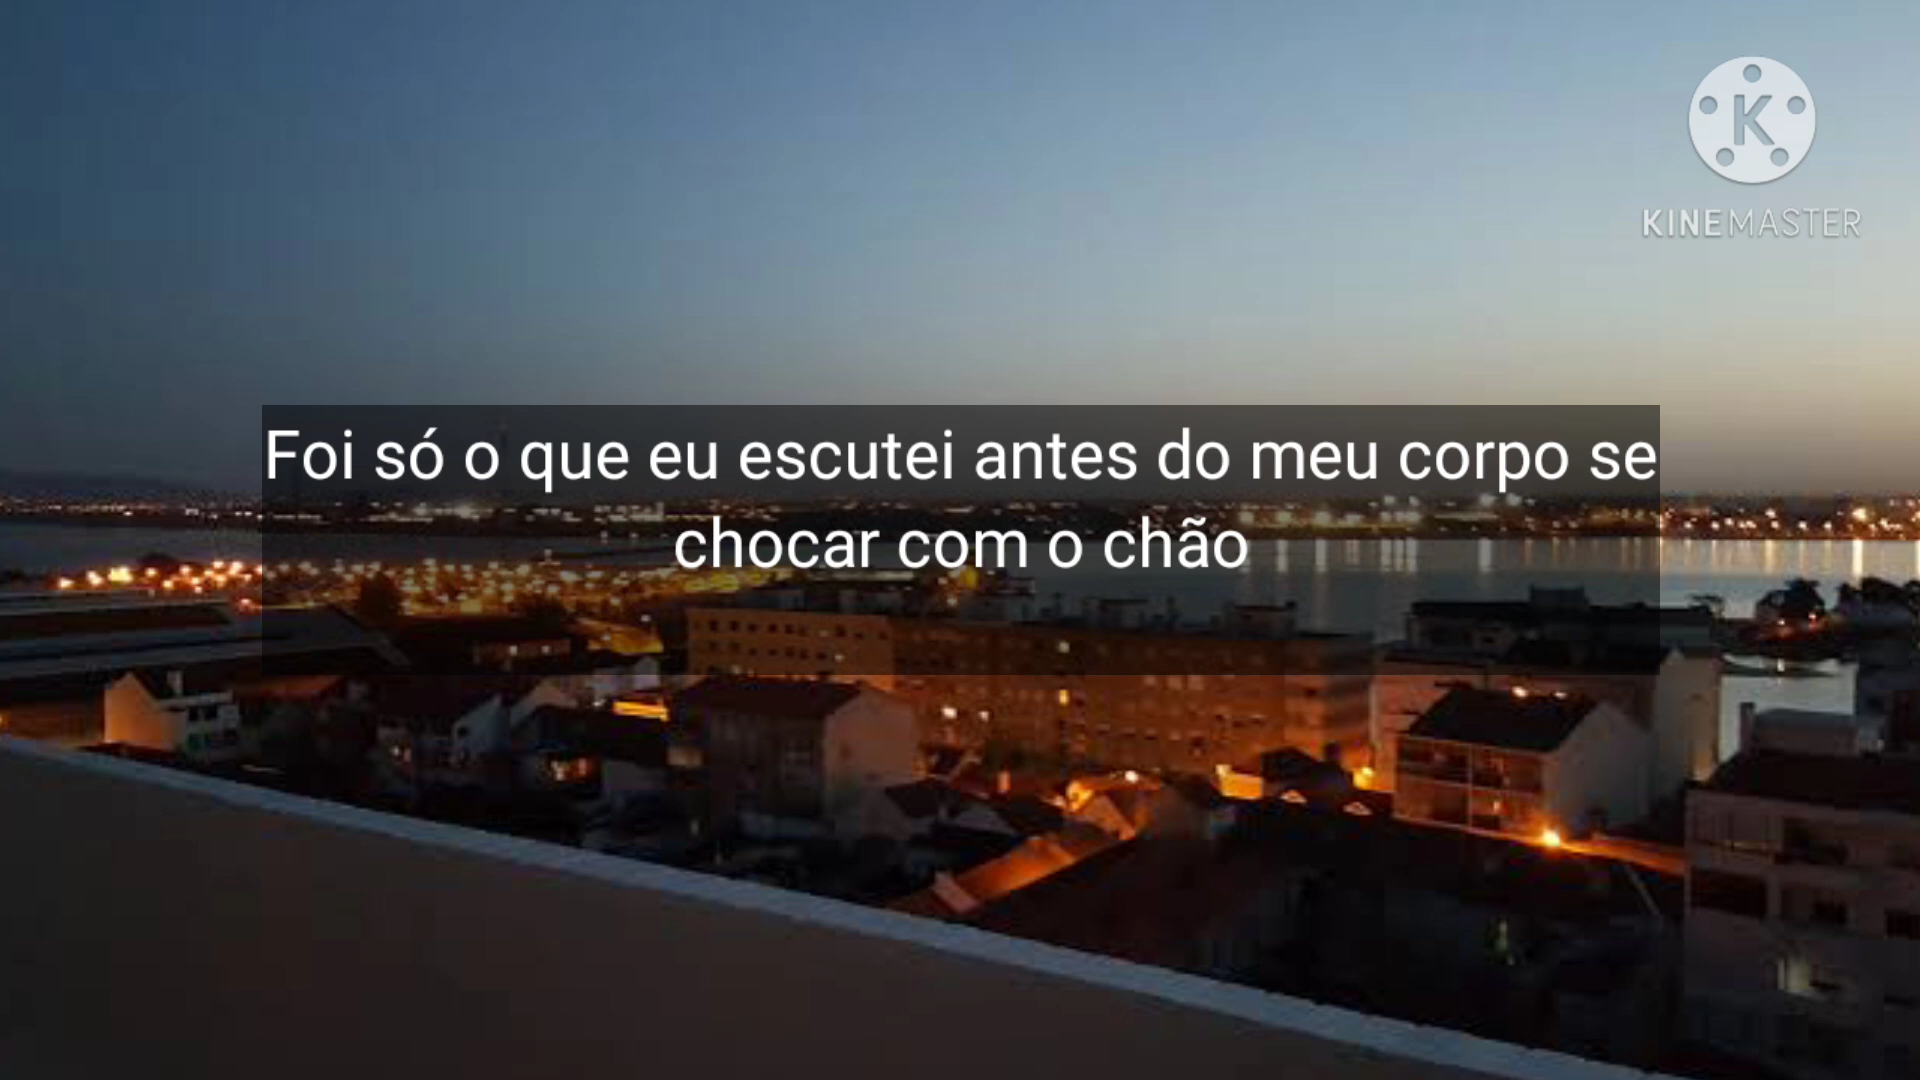 K
KINEMASTER
Foi só o que eu escutei antes do meu corpo se
chocar com o chão